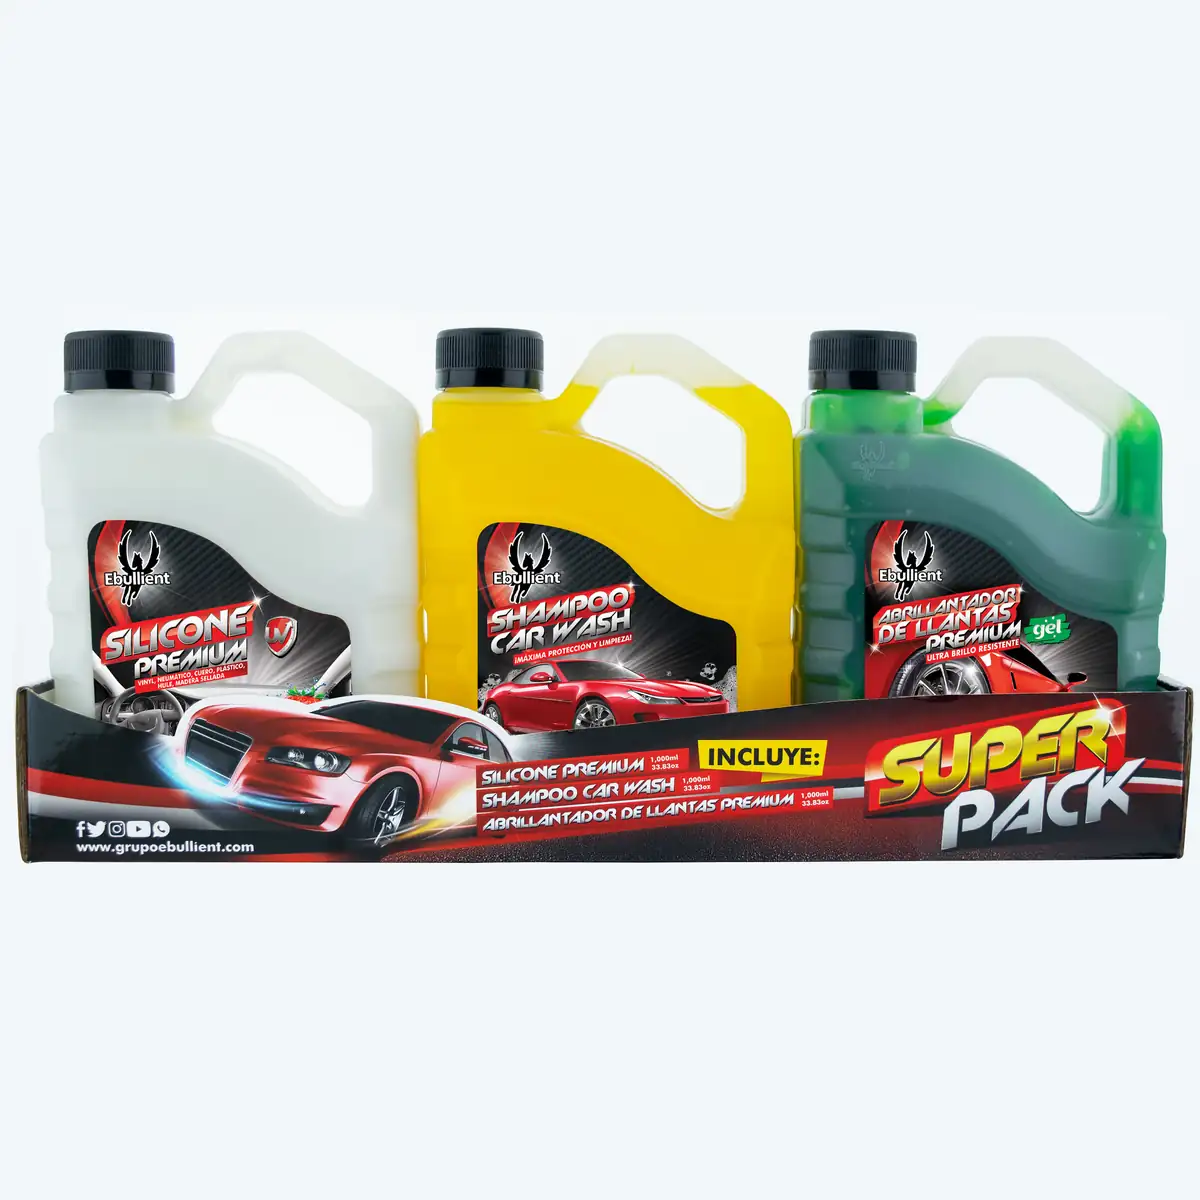 Ebullient
SILICONE
PREMIUM
UV
VINYL, NEUMÁTICO, CUERO, PLÁSTICO,
HULE, MADERA SELLADA
Ebullient
SHAMPOO
CAR WASH
¡MÁXIMA PROTECCIÓN Y LIMPIEZA!
Ebullient
ABRILLANTADOR
DE LLANTAS
PREMIUM
gel
ULTRA BRILLO RESISTENTE
INCLUYE:
SILICONE PREMIUM 1,000ml 33.83oz
SHAMPOO CAR WASH 1,000ml 33.83oz
ABRILLANTADOR DE LLANTAS PREMIUM 1,000ml 33.83oz
SUPER
PACK
www.grupoebullient.com